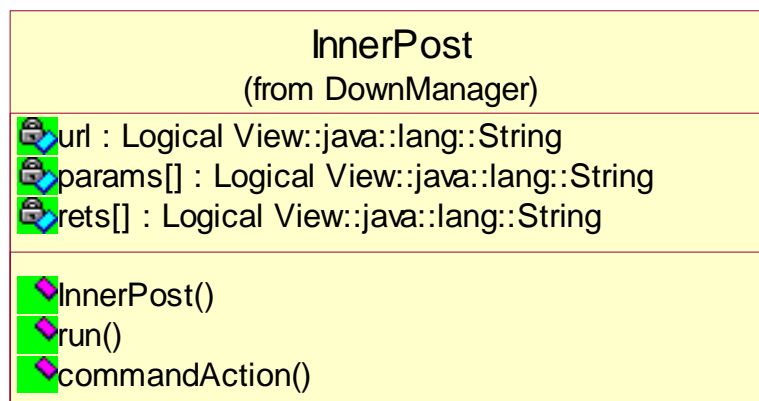 InnerPost
(from DownManager)
url : Logical View::java::lang::String
params[] : Logical View::java::lang::String
rets[] : Logical View::java::lang::String
InnerPost()
run()
commandAction()